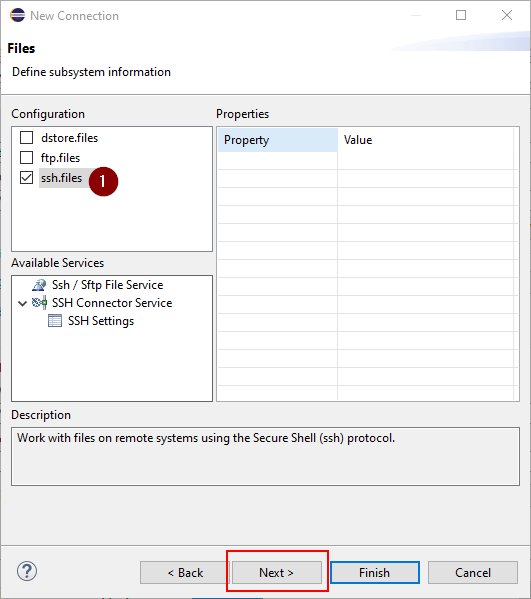 New Connection
Files
Define subsystem information
Configuration
dstore.files
ftp.files
ssh.files
1
Available Services
Ssh / Sftp File Service
SSH Connector Service
SSH Settings
Properties
Property Value
Description
Work with files on remote systems using the Secure Shell (ssh) protocol.
? < Back Next > Finish Cancel